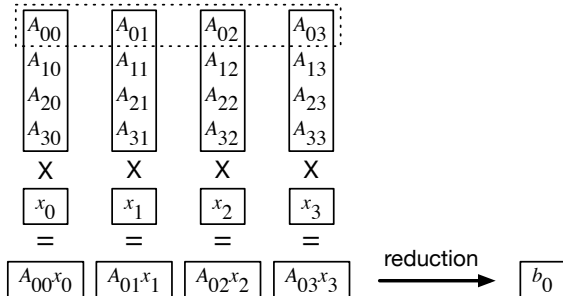 A₀₀ A₀₁ A₀₂ A₀₃
A₁₀ A₁₁ A₁₂ A₁₃
A₂₀ A₂₁ A₂₂ A₂₃
A₃₀ A₃₁ A₃₂ A₃₃
X X X X
x₀ x₁ x₂ x₃
= = = =
reduction
A₀₀x₀ A₀₁x₁ A₀₂x₂ A₀₃x₃ b₀